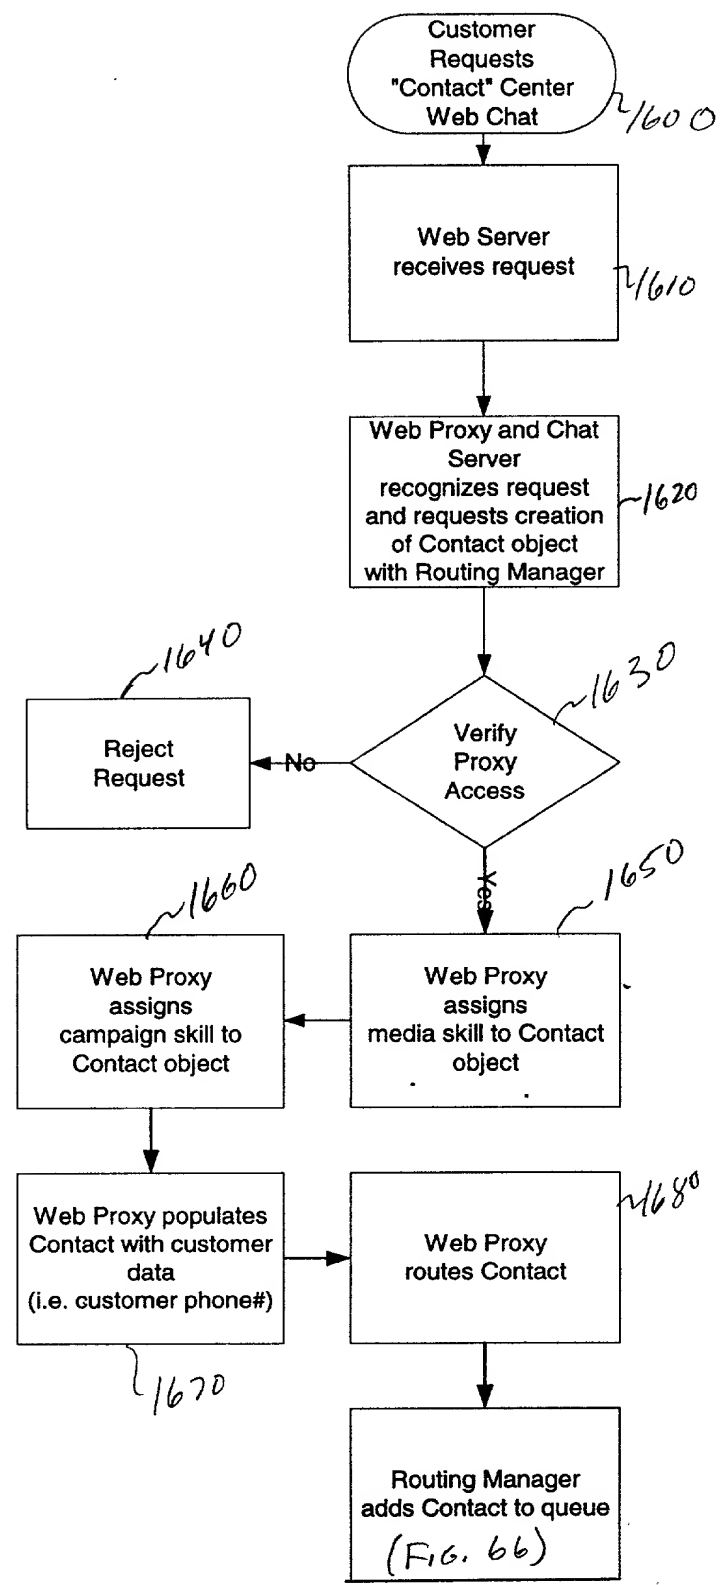 Customer
Requests
"Contact" Center
Web Chat
1600
Web Server
receives request
1610
Web Proxy and Chat
Server
recognizes request
and requests creation
of Contact object
with Routing Manager
1620
1640
Reject
Request
No
1630
Verify
Proxy
Access
Yes
1660
Web Proxy
assigns
campaign skill to
Contact object
1650
Web Proxy
assigns
media skill to Contact
object
Web Proxy populates
Contact with customer
data
(i.e. customer phone#)
1670
1680
Web Proxy
routes Contact
Routing Manager
adds Contact to queue
(FIG. 66)